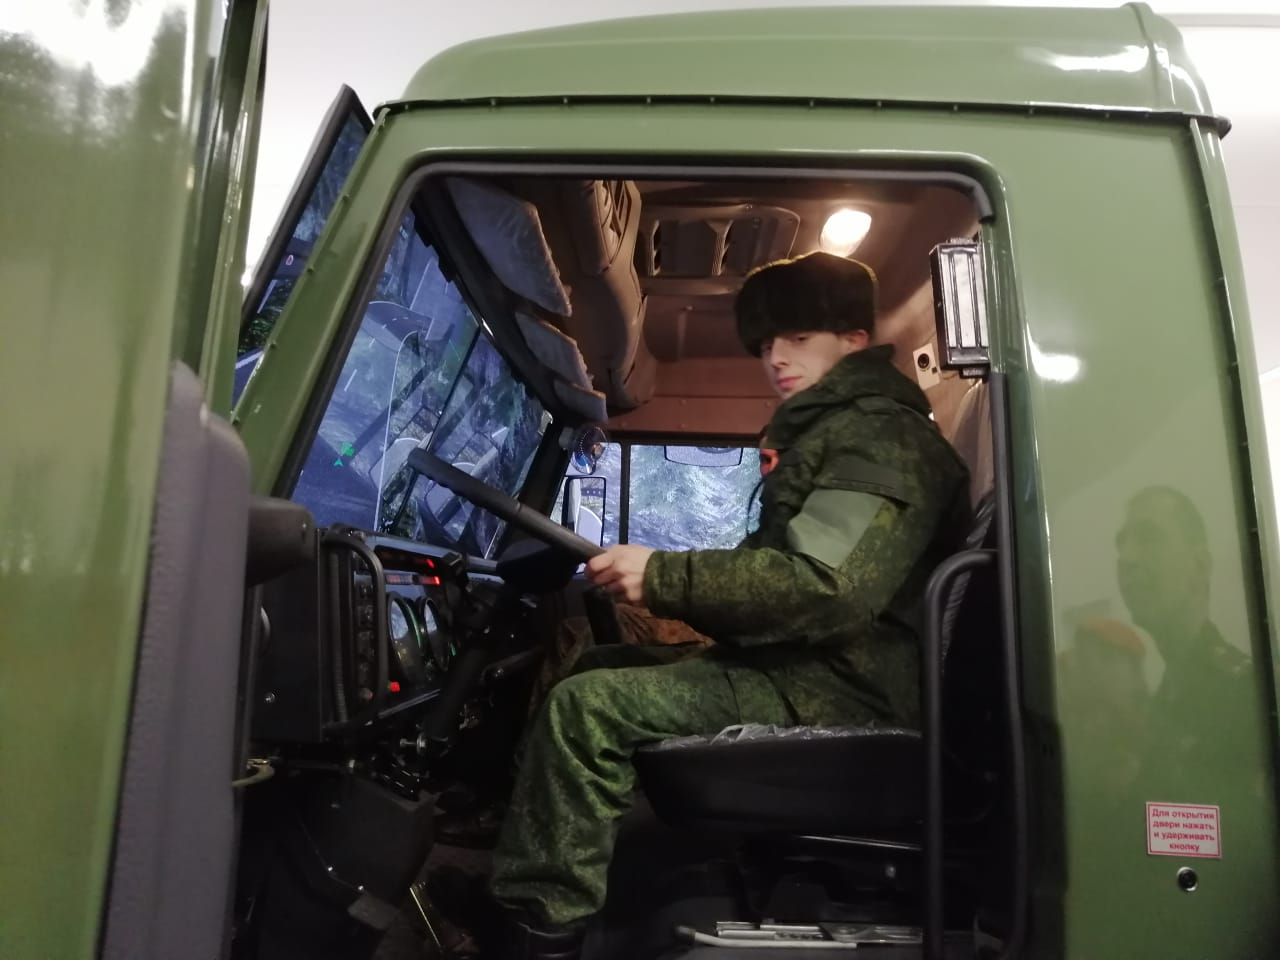 Для открытия
двери нажать
и удерживать
кнопку